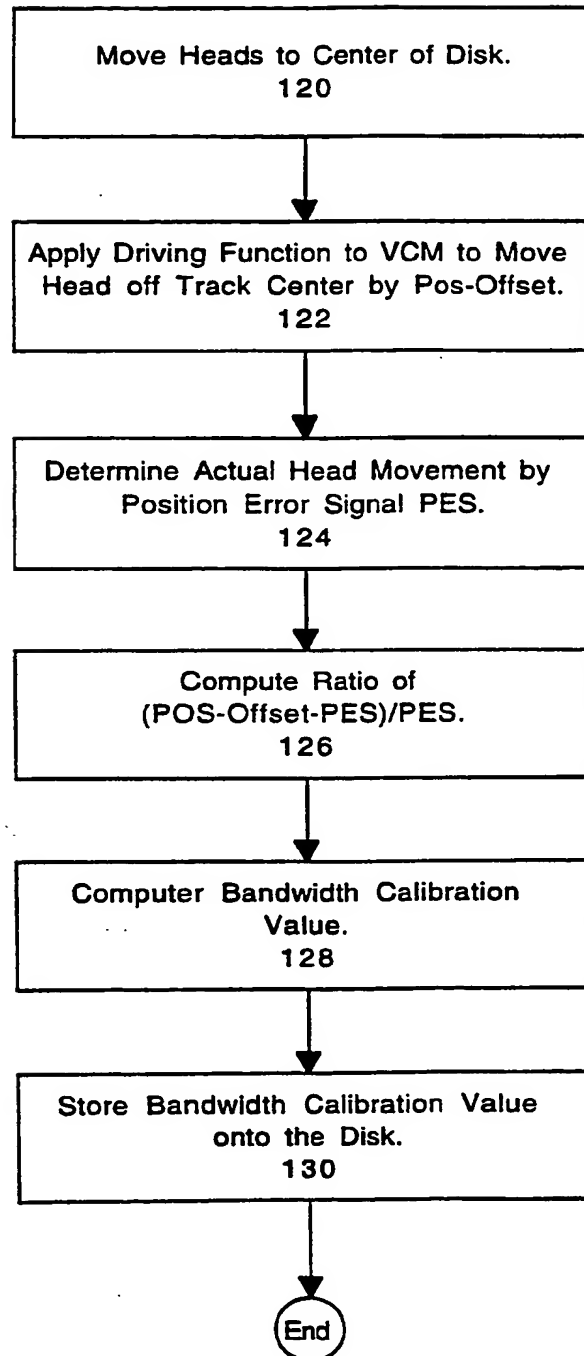 Move Heads to Center of Disk.
120
Apply Driving Function to VCM to Move
Head off Track Center by Pos-Offset.
122
Determine Actual Head Movement by
Position Error Signal PES.
124
Compute Ratio of
(POS-Offset-PES)/PES.
126
Computer Bandwidth Calibration
Value.
128
Store Bandwidth Calibration Value
onto the Disk.
130
End